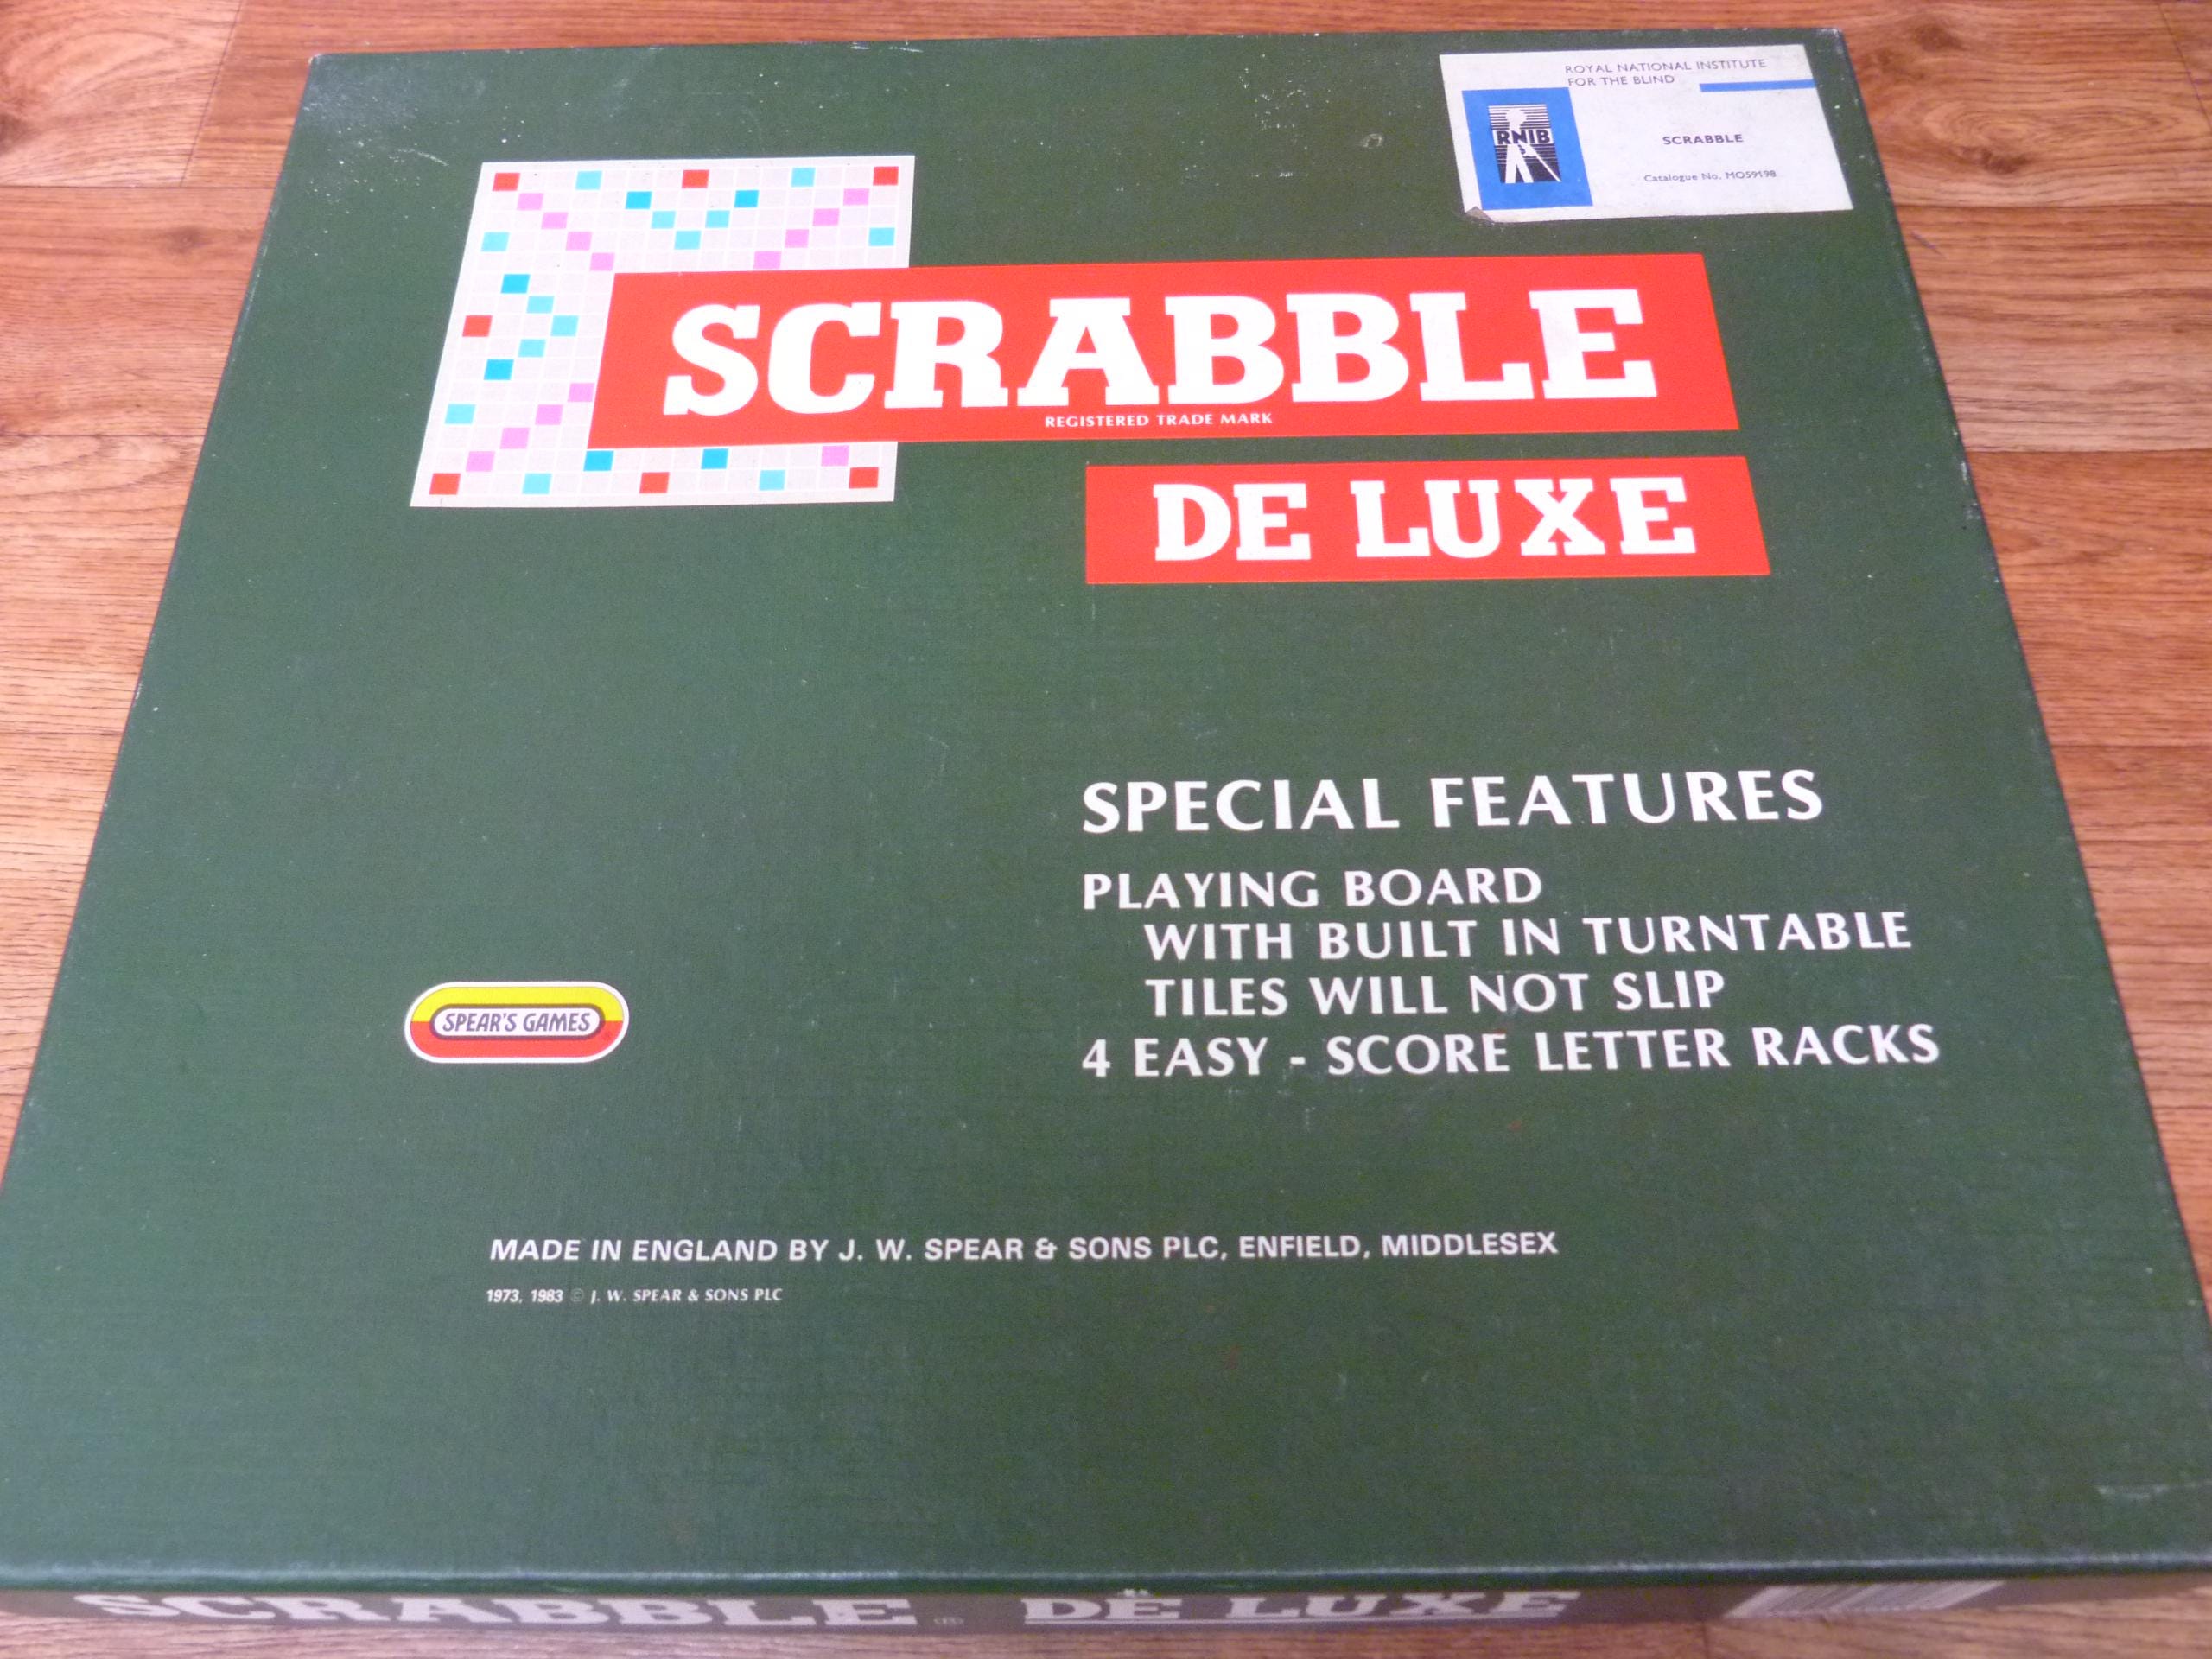 ROYAL NATIONAL INSTITUTE
FOR THE BLIND
RNIB
SCRABBLE
Catalogue No. MO59198
SCRABBLE
REGISTERED TRADE MARK
DE LUXE
SPECIAL FEATURES
PLAYING BOARD
WITH BUILT IN TURNTABLE
TILES WILL NOT SLIP
4 EASY - SCORE LETTER RACKS
SPEAR'S GAMES
MADE IN ENGLAND BY J. W. SPEAR & SONS PLC, ENFIELD, MIDDLESEX
1973, 1983 © J. W. SPEAR & SONS PLC
SCRABBLE ® DE LUXE